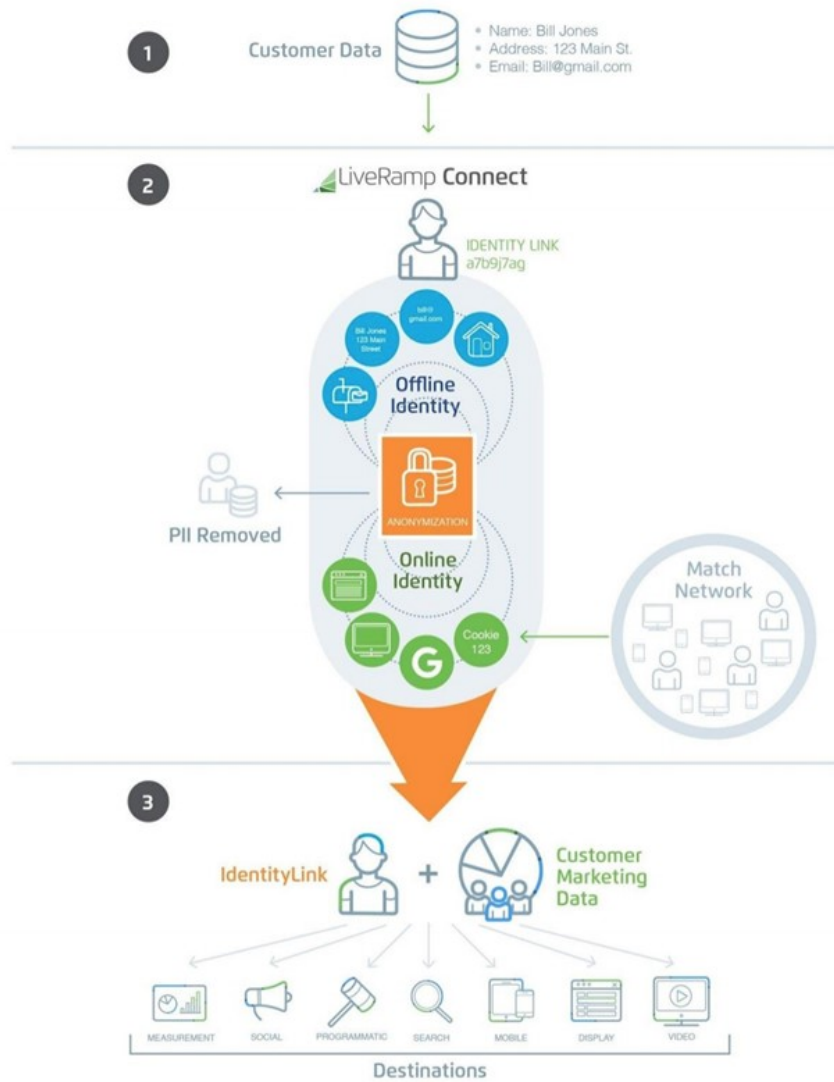 1
Customer Data
• Name: Bill Jones
• Address: 123 Main St.
• Email: Bill@gmail.com
2
LiveRamp Connect
IDENTITY LINK
a7b9j7ag
bill@
gmail.com
Bill Jones
123 Main
Street
Offline
Identity
ANONYMIZATION
PII Removed
Online
Identity
Match
Network
Cookie
123
G
3
IdentityLink
+
Customer
Marketing
Data
MEASUREMENT
SOCIAL
PROGRAMMATIC
SEARCH
MOBILE
DISPLAY
VIDEO
Destinations